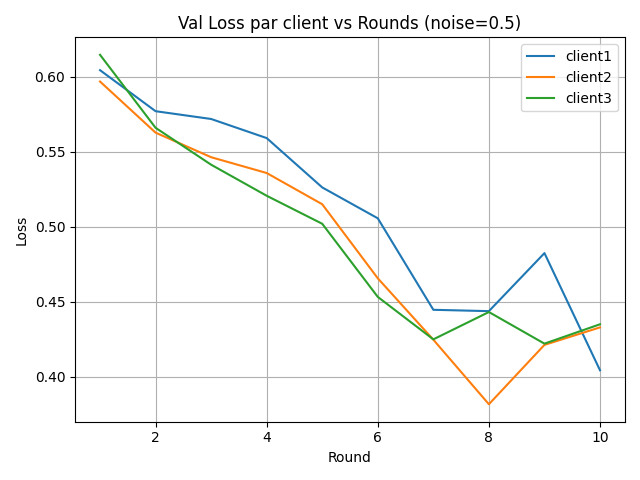 Val Loss par client vs Rounds (noise=0.5)
client1
client2
client3
0.60
0.55
0.50
0.45
0.40
Loss
2
4
6
8
10
Round